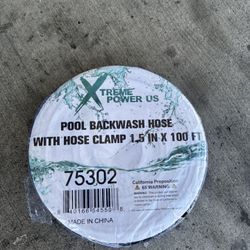 XTREME
POWER US
POOL BACKWASH HOSE
WITH HOSE CLAMP 1.5 IN X 100 FT
75302
California Proposition
65 WARNING
MADE IN CHINA